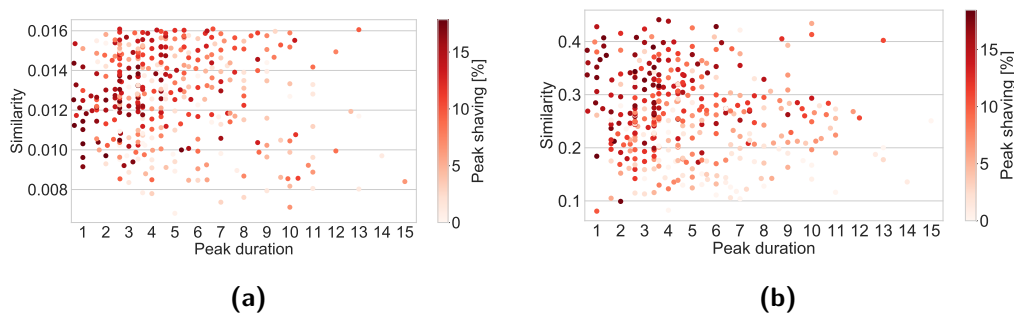 0.016
0.014
0.012
0.010
0.008
Similarity
1 2 3 4 5 6 7 8 9 10 11 12 13 14 15
Peak duration
15
10
5
0
Peak shaving [%]
(a)
0.4
0.3
0.2
0.1
Similarity
1 2 3 4 5 6 7 8 9 10 11 12 13 14 15
Peak duration
15
10
5
0
Peak shaving [%]
(b)